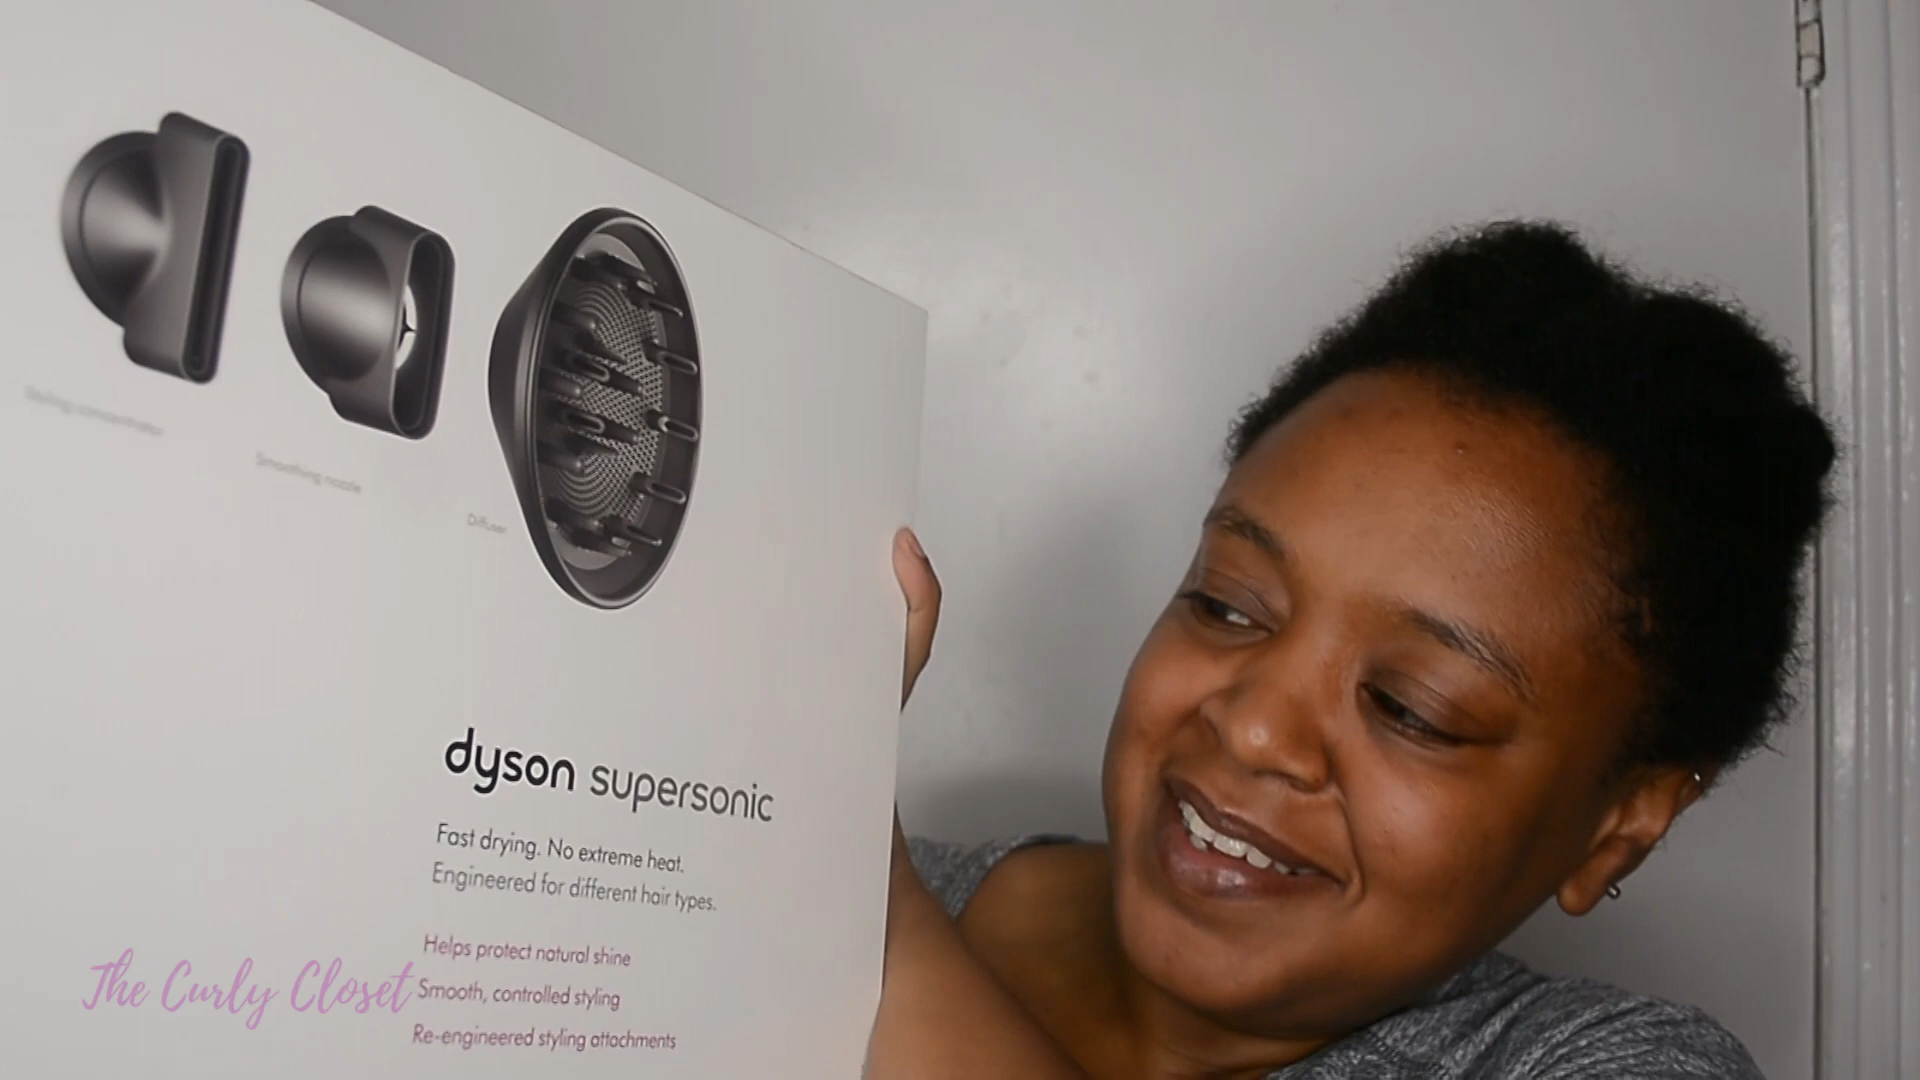 Styling concentrator
Smoothing nozzle
Diffuser
dyson supersonic
Fast drying. No extreme heat.
Engineered for different hair types.
Helps protect natural shine
Smooth, controlled styling
Re-engineered styling attachments
The Curly Closet